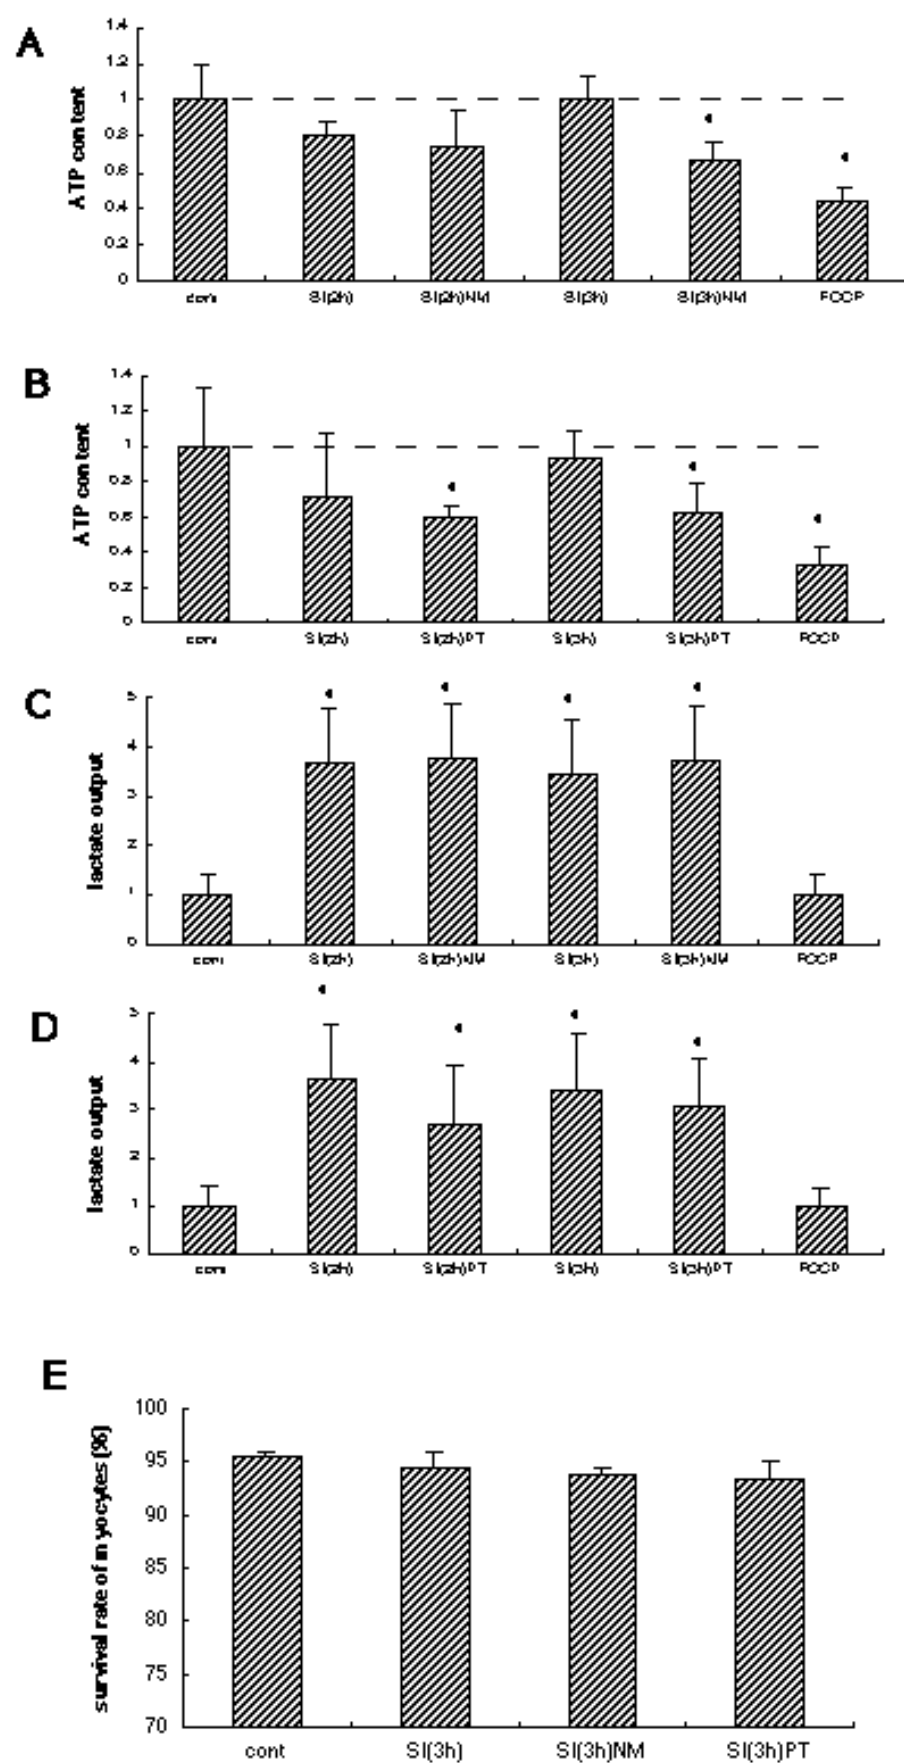 A
ATP content
1.4
1.2
1
0.8
0.6
0.4
0.2
0
cont SI(2h) SI(2h)NM SI(3h) SI(3h)NM FCCP
B
ATP content
1.4
1.2
1
0.8
0.6
0.4
0.2
0
cont SI(2h) SI(2h)PT SI(3h) SI(3h)PT FCCP
C
lactate output
5
4
3
2
1
0
cont SI(2h) SI(2h)NM SI(3h) SI(3h)NM FCCP
D
lactate output
5
4
3
2
1
0
cont SI(2h) SI(2h)PT SI(3h) SI(3h)PT FCCP
E
survival rate of myocytes (%)
100
95
90
85
80
75
70
cont SI(3h) SI(3h)NM SI(3h)PT